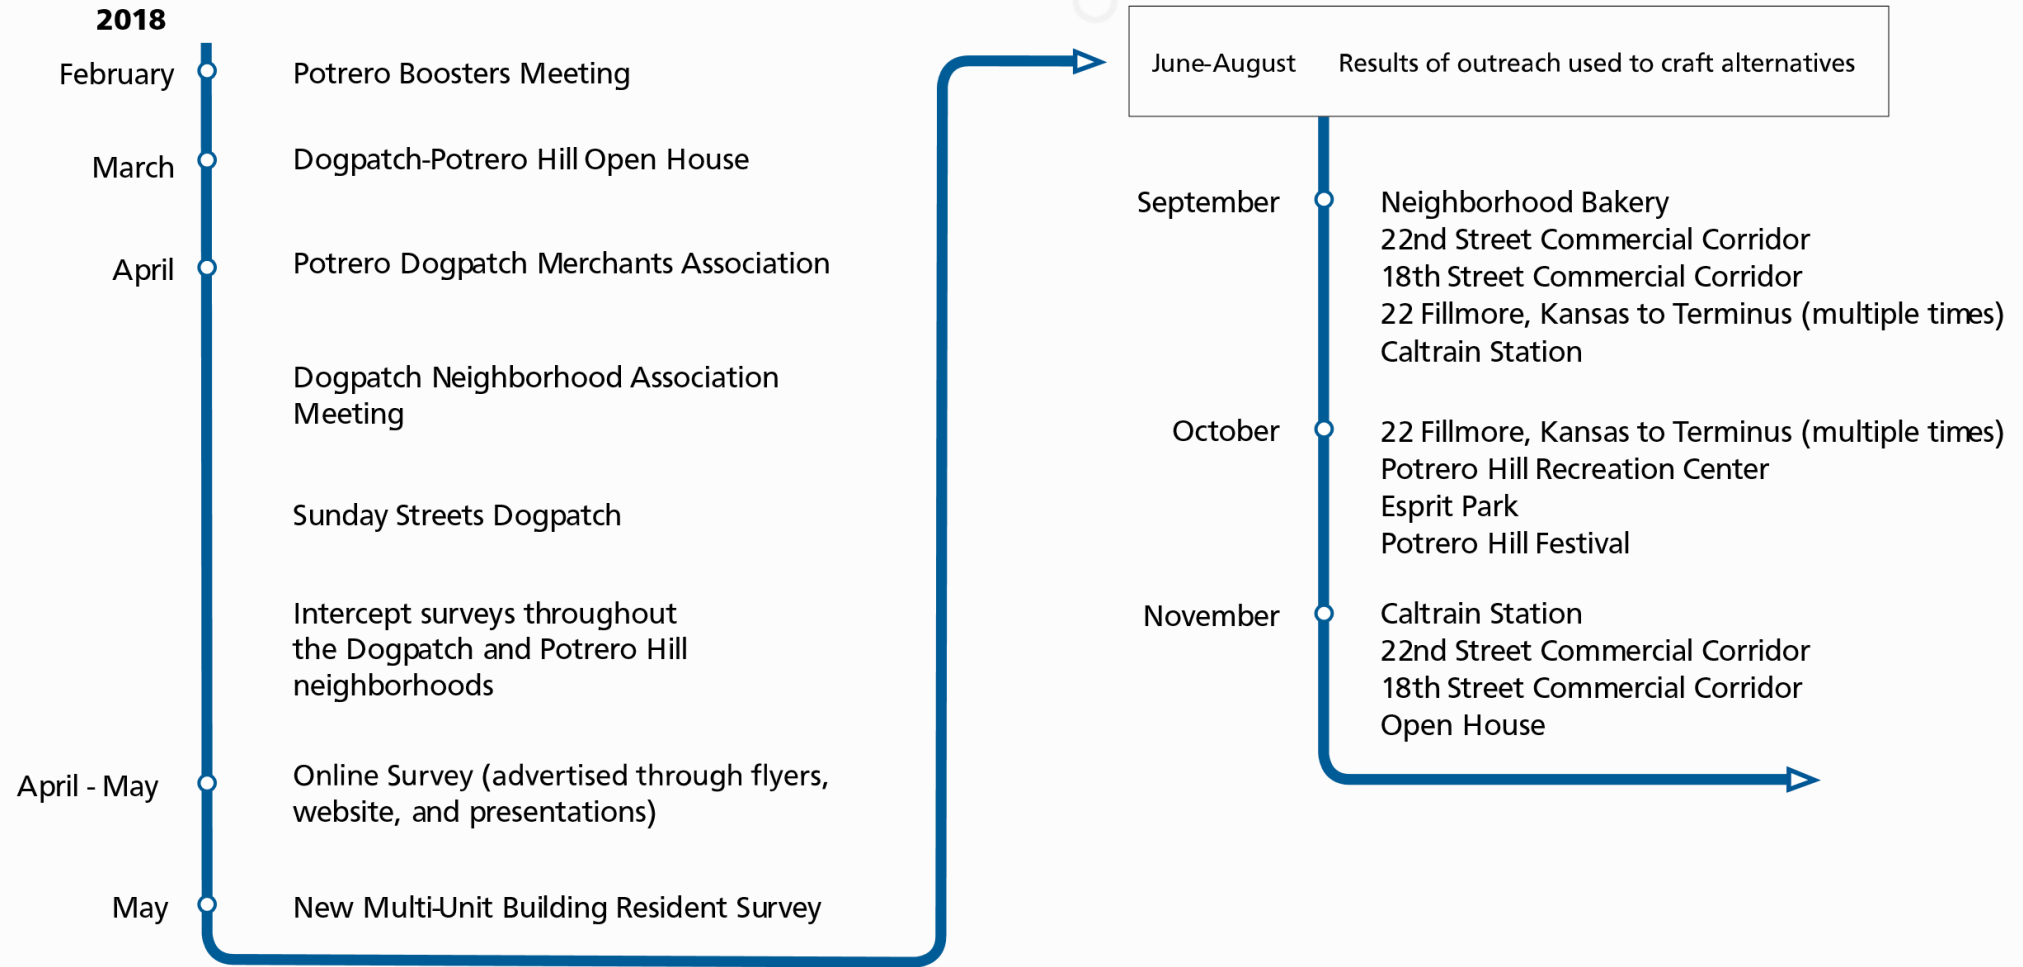 2018
February
Potrero Boosters Meeting
March
Dogpatch-Potrero Hill Open House
April
Potrero Dogpatch Merchants Association
Dogpatch Neighborhood Association
Meeting
Sunday Streets Dogpatch
Intercept surveys throughout
the Dogpatch and Potrero Hill
neighborhoods
April - May
Online Survey (advertised through flyers,
website, and presentations)
May
New Multi-Unit Building Resident Survey
June-August Results of outreach used to craft alternatives
September
Neighborhood Bakery
22nd Street Commercial Corridor
18th Street Commercial Corridor
22 Fillmore, Kansas to Terminus (multiple times)
Caltrain Station
October
22 Fillmore, Kansas to Terminus (multiple times)
Potrero Hill Recreation Center
Esprit Park
Potrero Hill Festival
November
Caltrain Station
22nd Street Commercial Corridor
18th Street Commercial Corridor
Open House